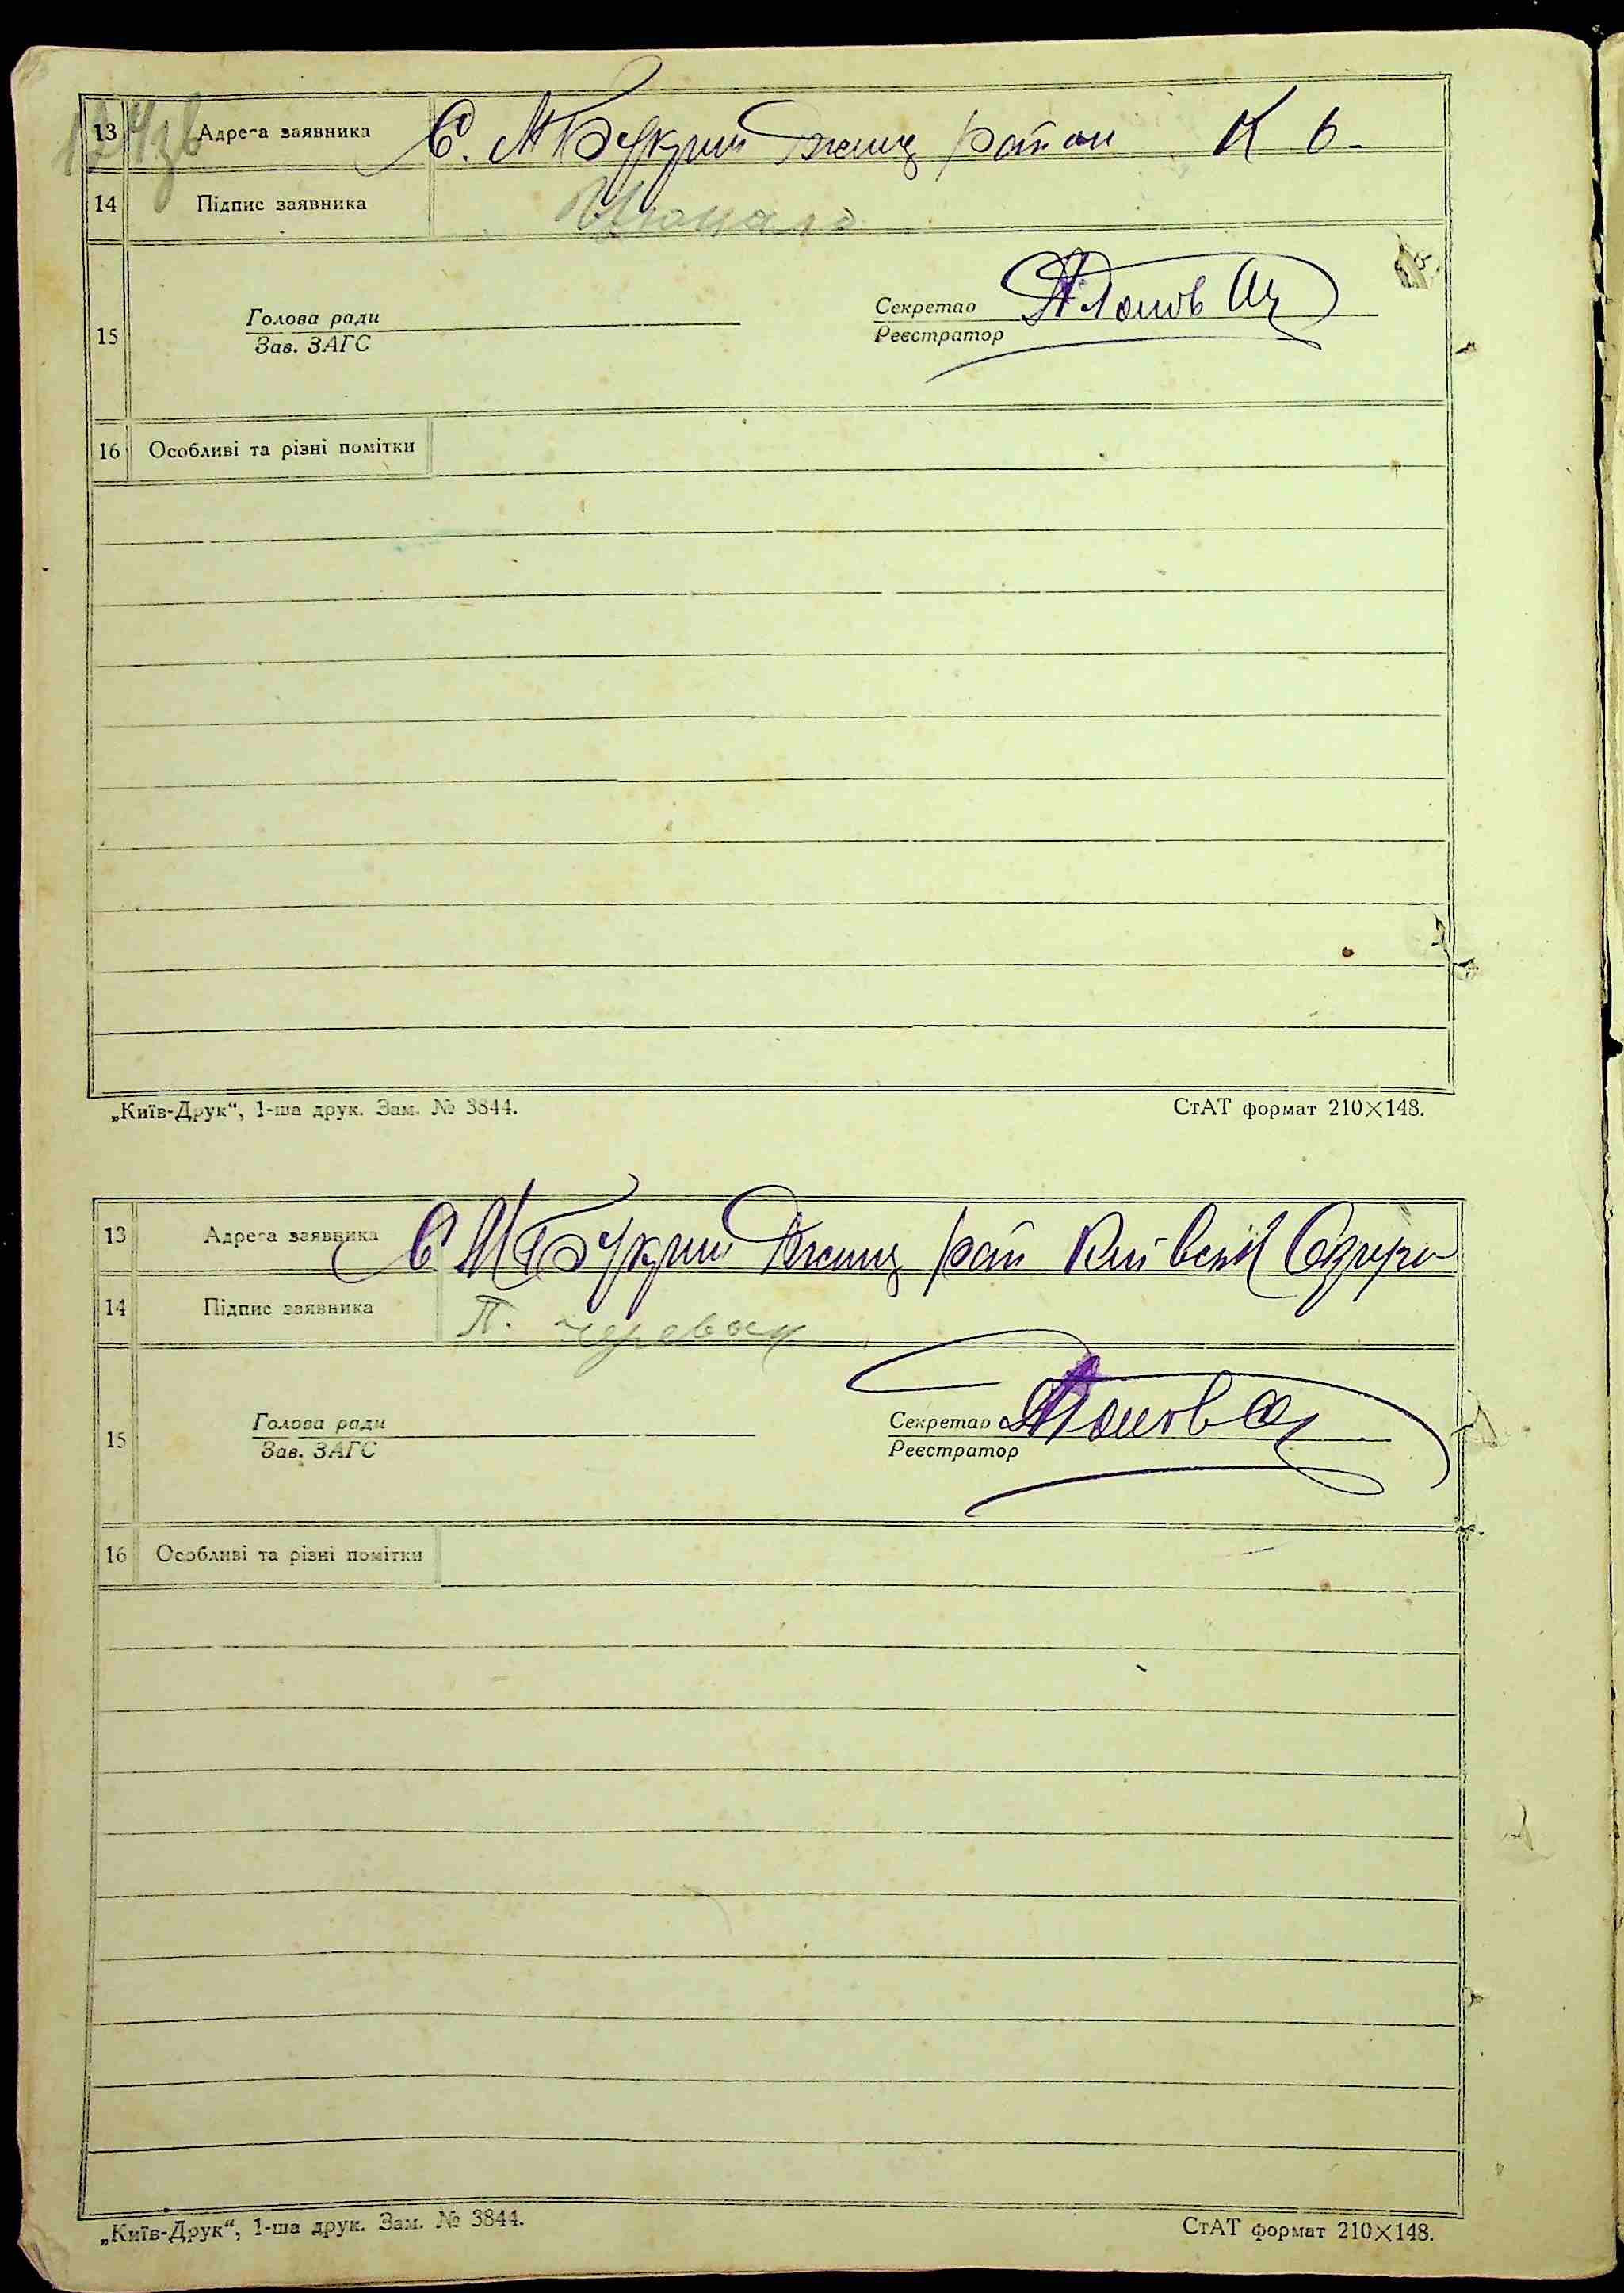 13 Адреса заявника С. М Букрин Ржищ район К О.
14 Підпис заявника
15 Голова ради
Зав. ЗАГС
Секретар
Реєстратор
16 Особливі та різні помітки
„Київ-Друк“, 1-ша друк. Зам. № 3844. СтАТ формат 210×148.
13 Адреса заявника С М Букрин Ржищ рай Київськ Округи
14 Підпис заявника П. Черевач
15 Голова ради
Зав. ЗАГС
Секретар
Реєстратор
16 Особливі та різні помітки
„Київ-Друк“, 1-ша друк. Зам. № 3844. СтАТ формат 210×148.